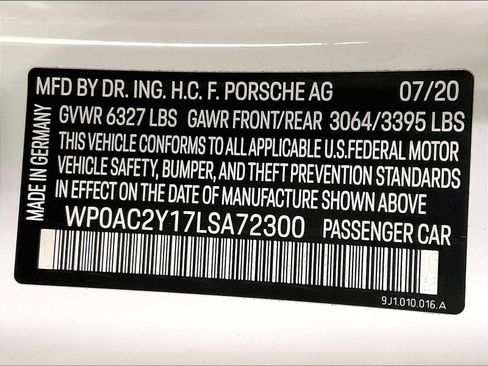 MFD BY DR. ING. H.C. F. PORSCHE AG 07/20
GVWR 6327 LBS GAWR FRONT/REAR 3064/3395 LBS
THIS VEHICLE CONFORMS TO ALL APPLICABLE U.S.FEDERAL MOTOR
VEHICLE SAFETY, BUMPER, AND THEFT PREVENTION STANDARDS
IN EFFECT ON THE DATE OF MANUFACTURE SHOWN ABOVE
WP0AC2Y17LSA72300 PASSENGER CAR
MADE IN GERMANY
9J1.010.016.A